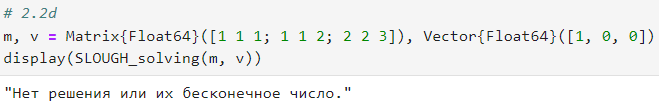 # 2.2d
m, v = Matrix{Float64}([1 1 1; 1 1 2; 2 2 3]), Vector{Float64}([1, 0, 0])
display(SLOUGH_solving(m, v))
"Нет решения или их бесконечное число."